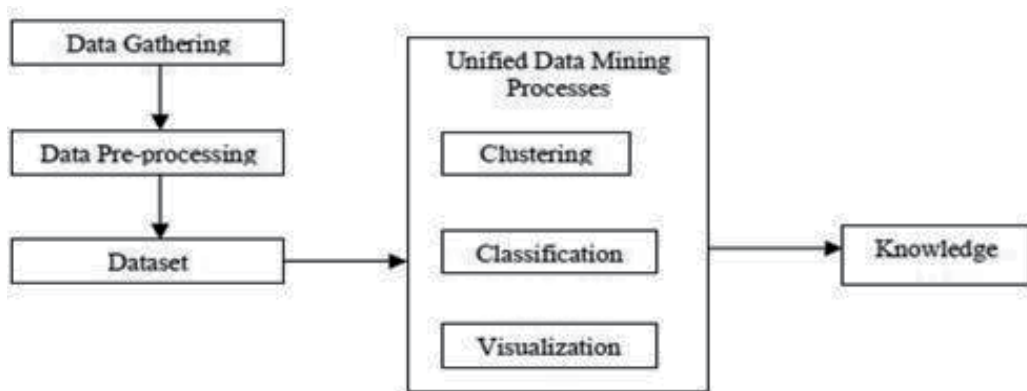 Data Gathering
Data Pre-processing
Dataset
Unified Data Mining
Processes
Clustering
Classification
Visualization
Knowledge